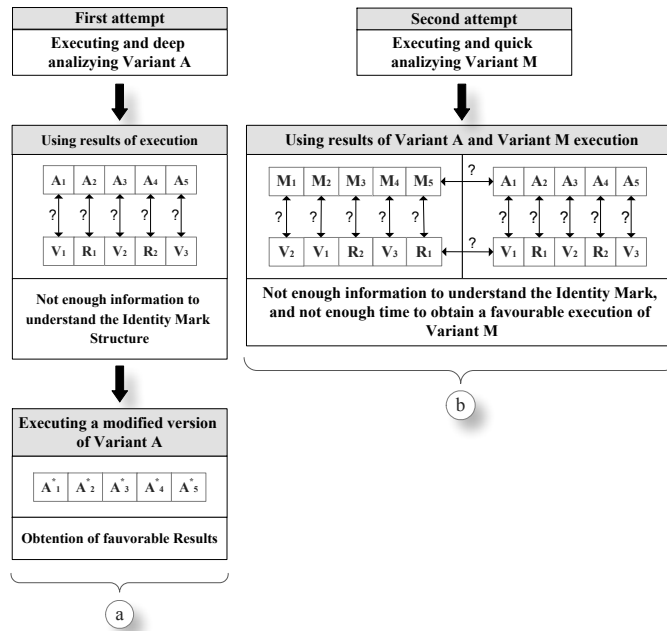 First attempt
Executing and deep
analizying Variant A
Using results of execution
A1 A2 A3 A4 A5
? ? ? ? ?
V1 R1 V2 R2 V3
Not enough information to
understand the Identity Mark
Structure
Executing a modified version
of Variant A
A*1 A*2 A*3 A*4 A*5
Obtention of fauvorable Results
a
Second attempt
Executing and quick
analizying Variant M
Using results of Variant A and Variant M execution
M1 M2 M3 M4 M5 ? A1 A2 A3 A4 A5
? ? ? ? ? ? ? ? ? ?
V2 V1 R2 V3 R1 ? V1 R1 V2 R2 V3
Not enough information to understand the Identity Mark,
and not enough time to obtain a favourable execution of
Variant M
b